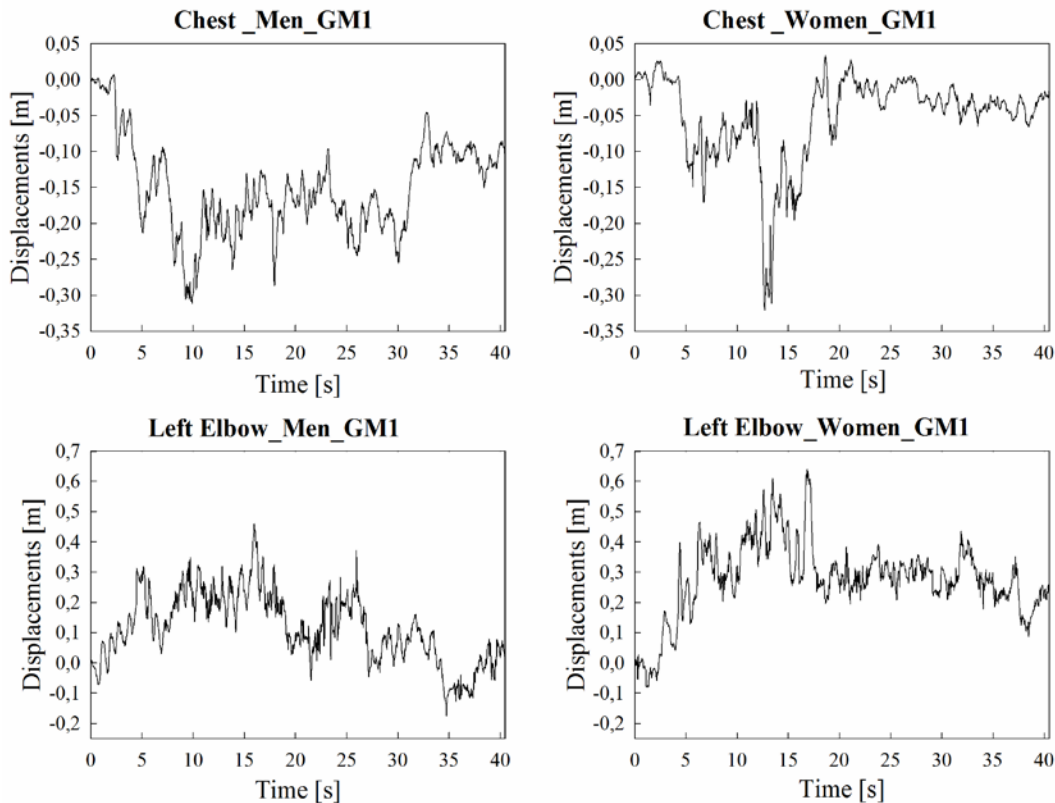 Chest _Men_GM1
0,05
0,00
-0,05
-0,10
-0,15
-0,20
-0,25
-0,30
-0,35
Displacements [m]
0 5 10 15 20 25 30 35 40
Time [s]
Chest _Women_GM1
0,05
0,00
-0,05
-0,10
-0,15
-0,20
-0,25
-0,30
-0,35
Displacements [m]
0 5 10 15 20 25 30 35 40
Time [s]
Left Elbow_Men_GM1
0,7
0,6
0,5
0,4
0,3
0,2
0,1
0,0
-0,1
-0,2
Displacements [m]
0 5 10 15 20 25 30 35 40
Time [s]
Left Elbow_Women_GM1
0,7
0,6
0,5
0,4
0,3
0,2
0,1
0,0
-0,1
-0,2
Displacements [m]
0 5 10 15 20 25 30 35 40
Time [s]